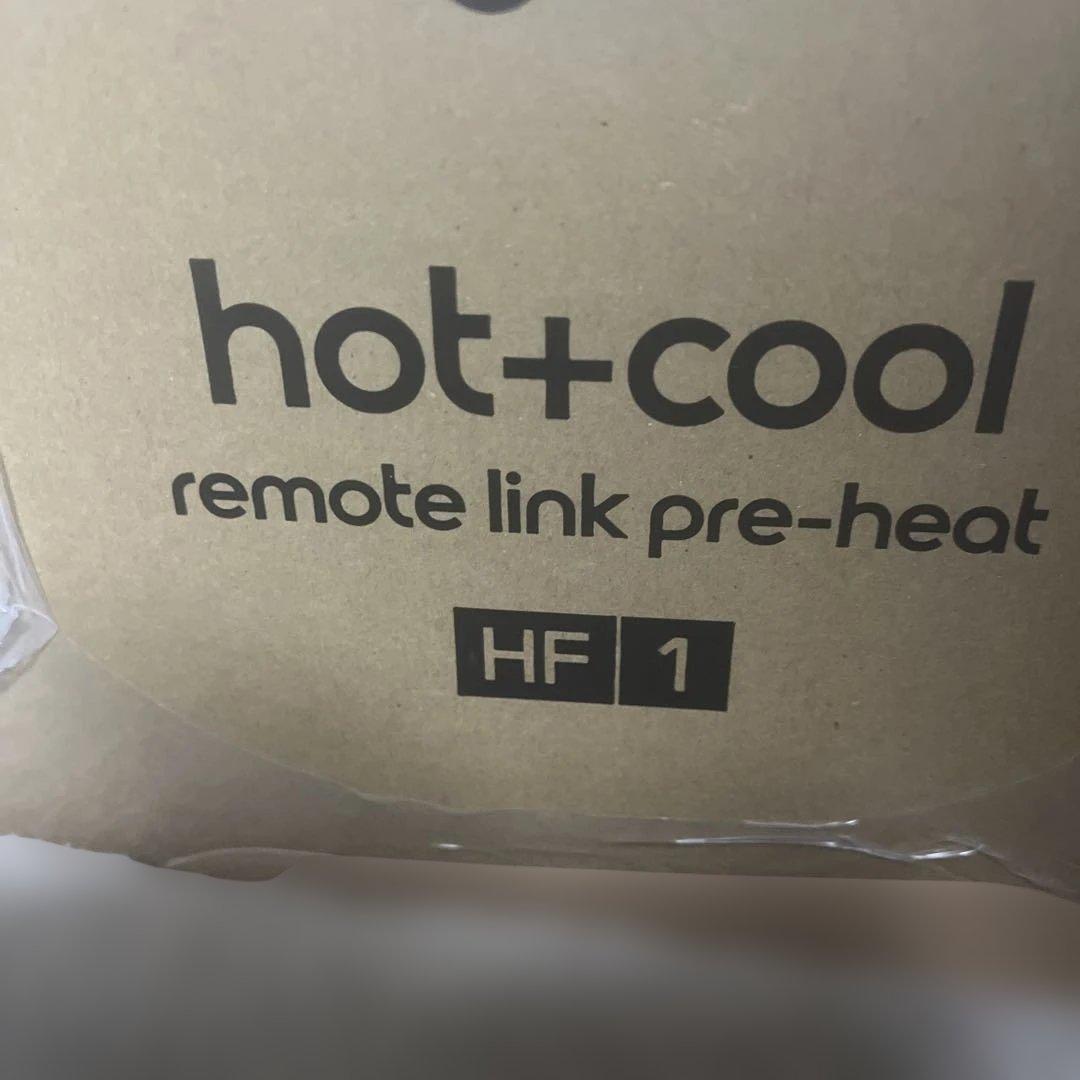 hot+cool
remote link pre-heat
HF 1